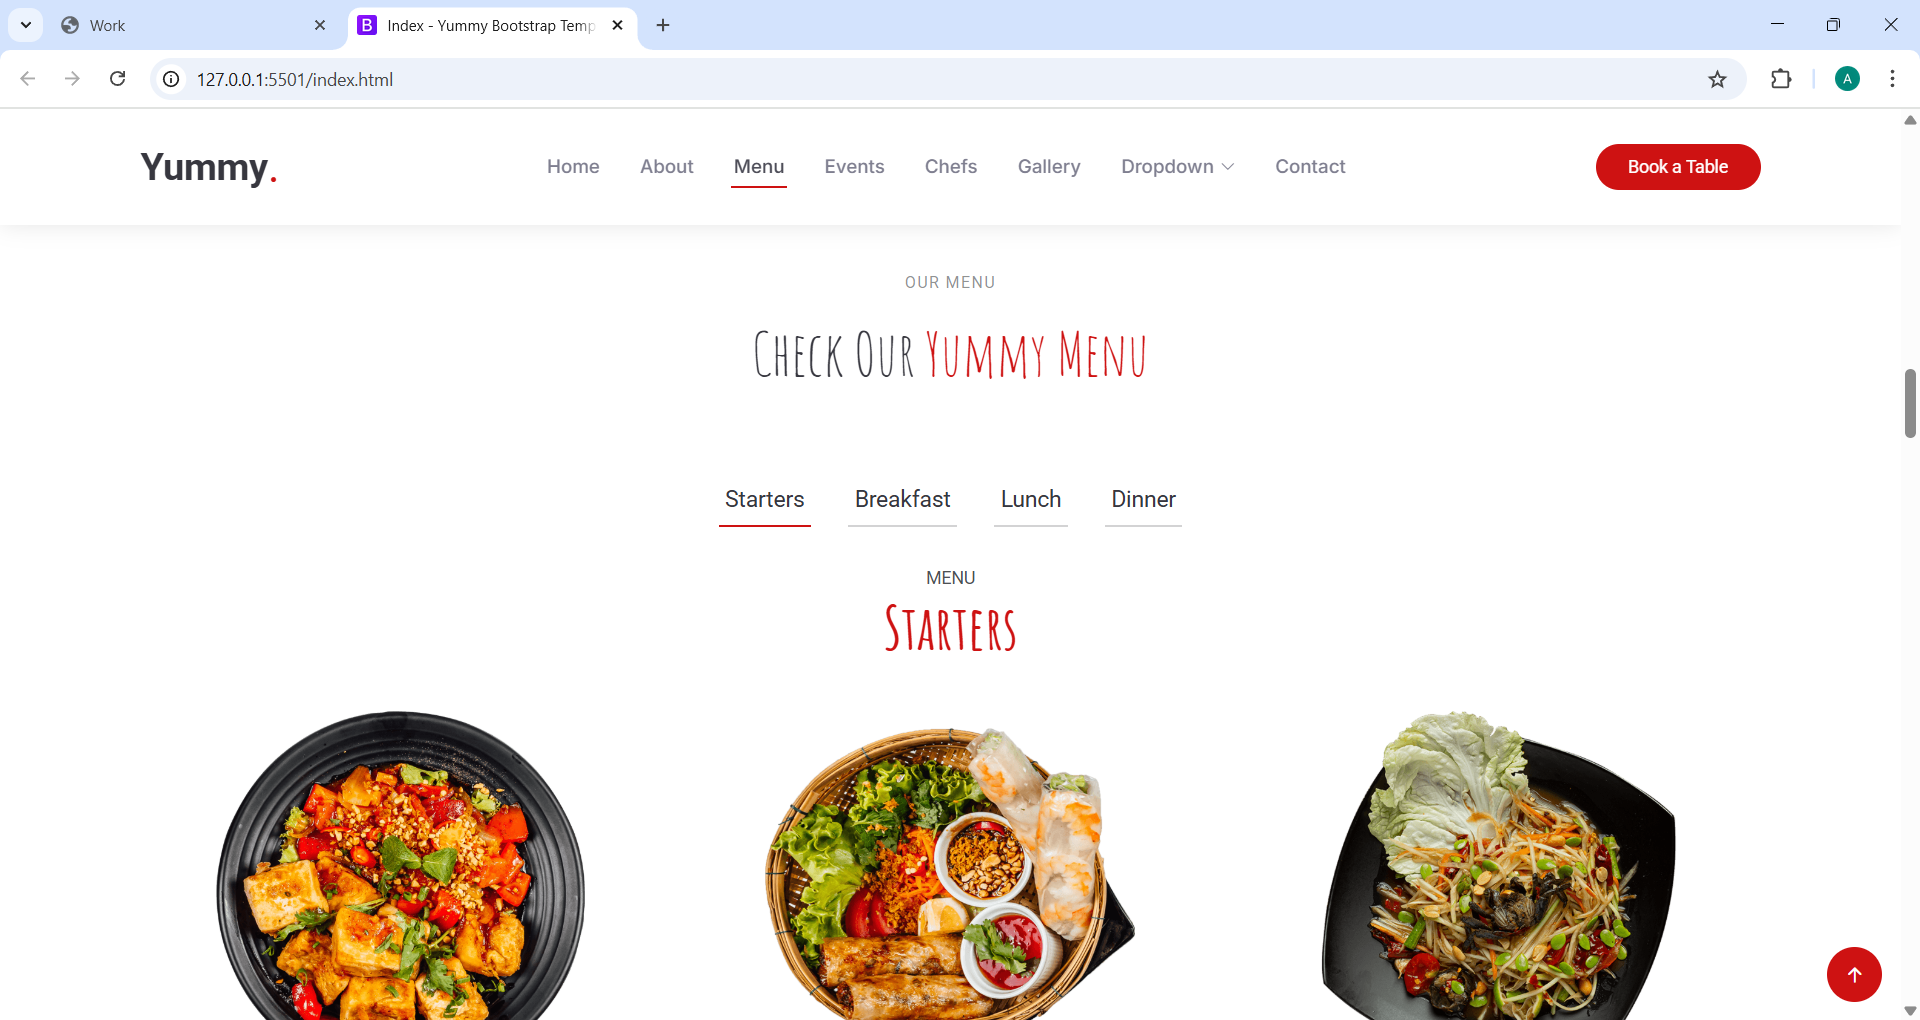 Work
Index - Yummy Bootstrap Temp
127.0.0.1:5501/index.html
A
Yummy.
Home About Menu Events Chefs Gallery Dropdown Contact
Book a Table
OUR MENU
Check Our Yummy Menu
Starters Breakfast Lunch Dinner
MENU
Starters